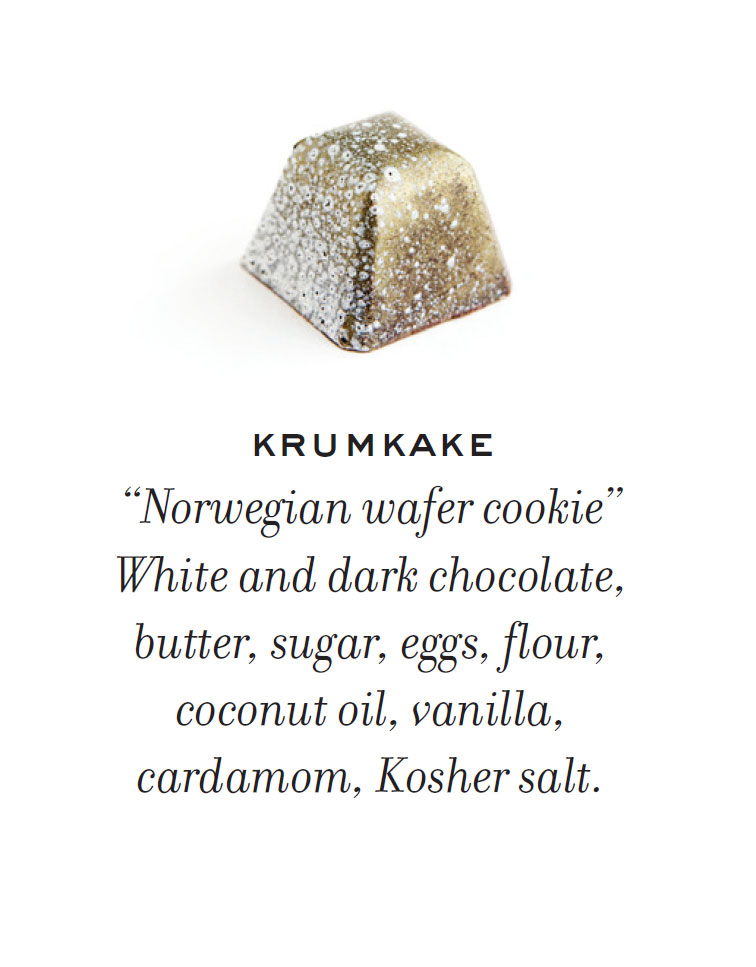 KRUMKAKE
“Norwegian wafer cookie”
White and dark chocolate,
butter, sugar, eggs, flour,
coconut oil, vanilla,
cardamom, Kosher salt.